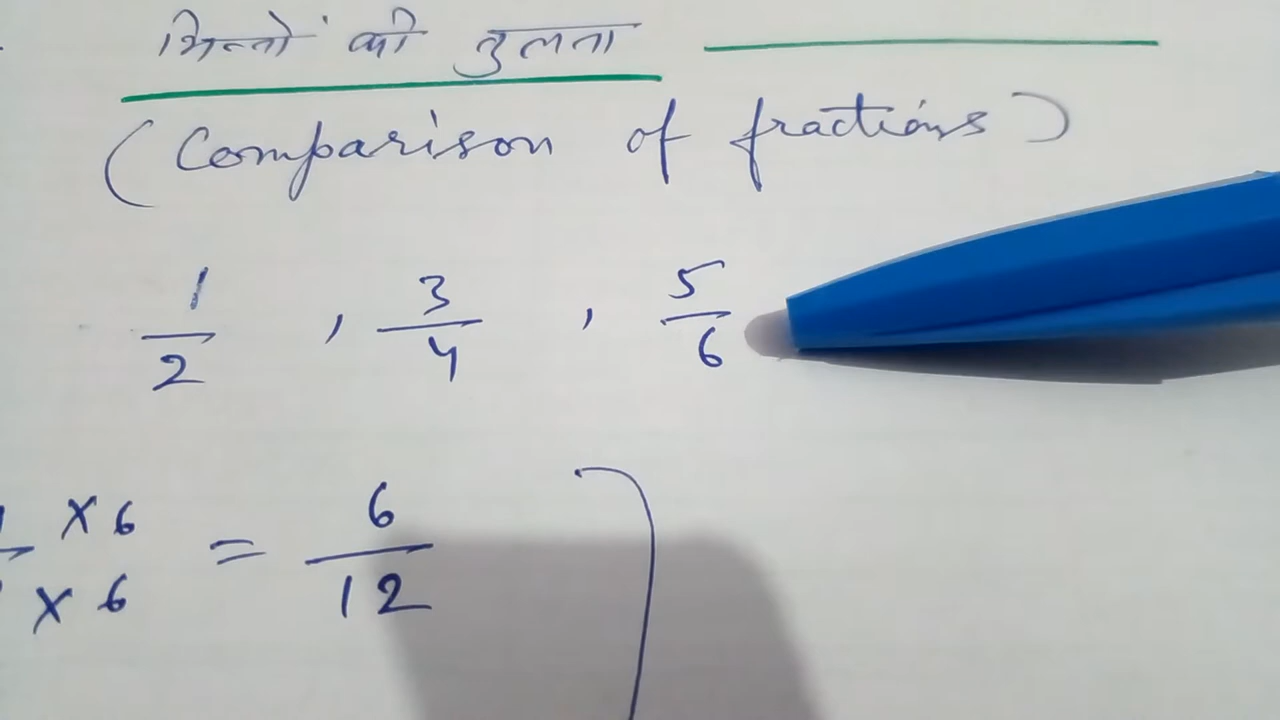 भिन्नों की तुलना
(Comparison of fractions)
1/2 , 3/4 , 5/6
× 6 / × 6 = 6/12